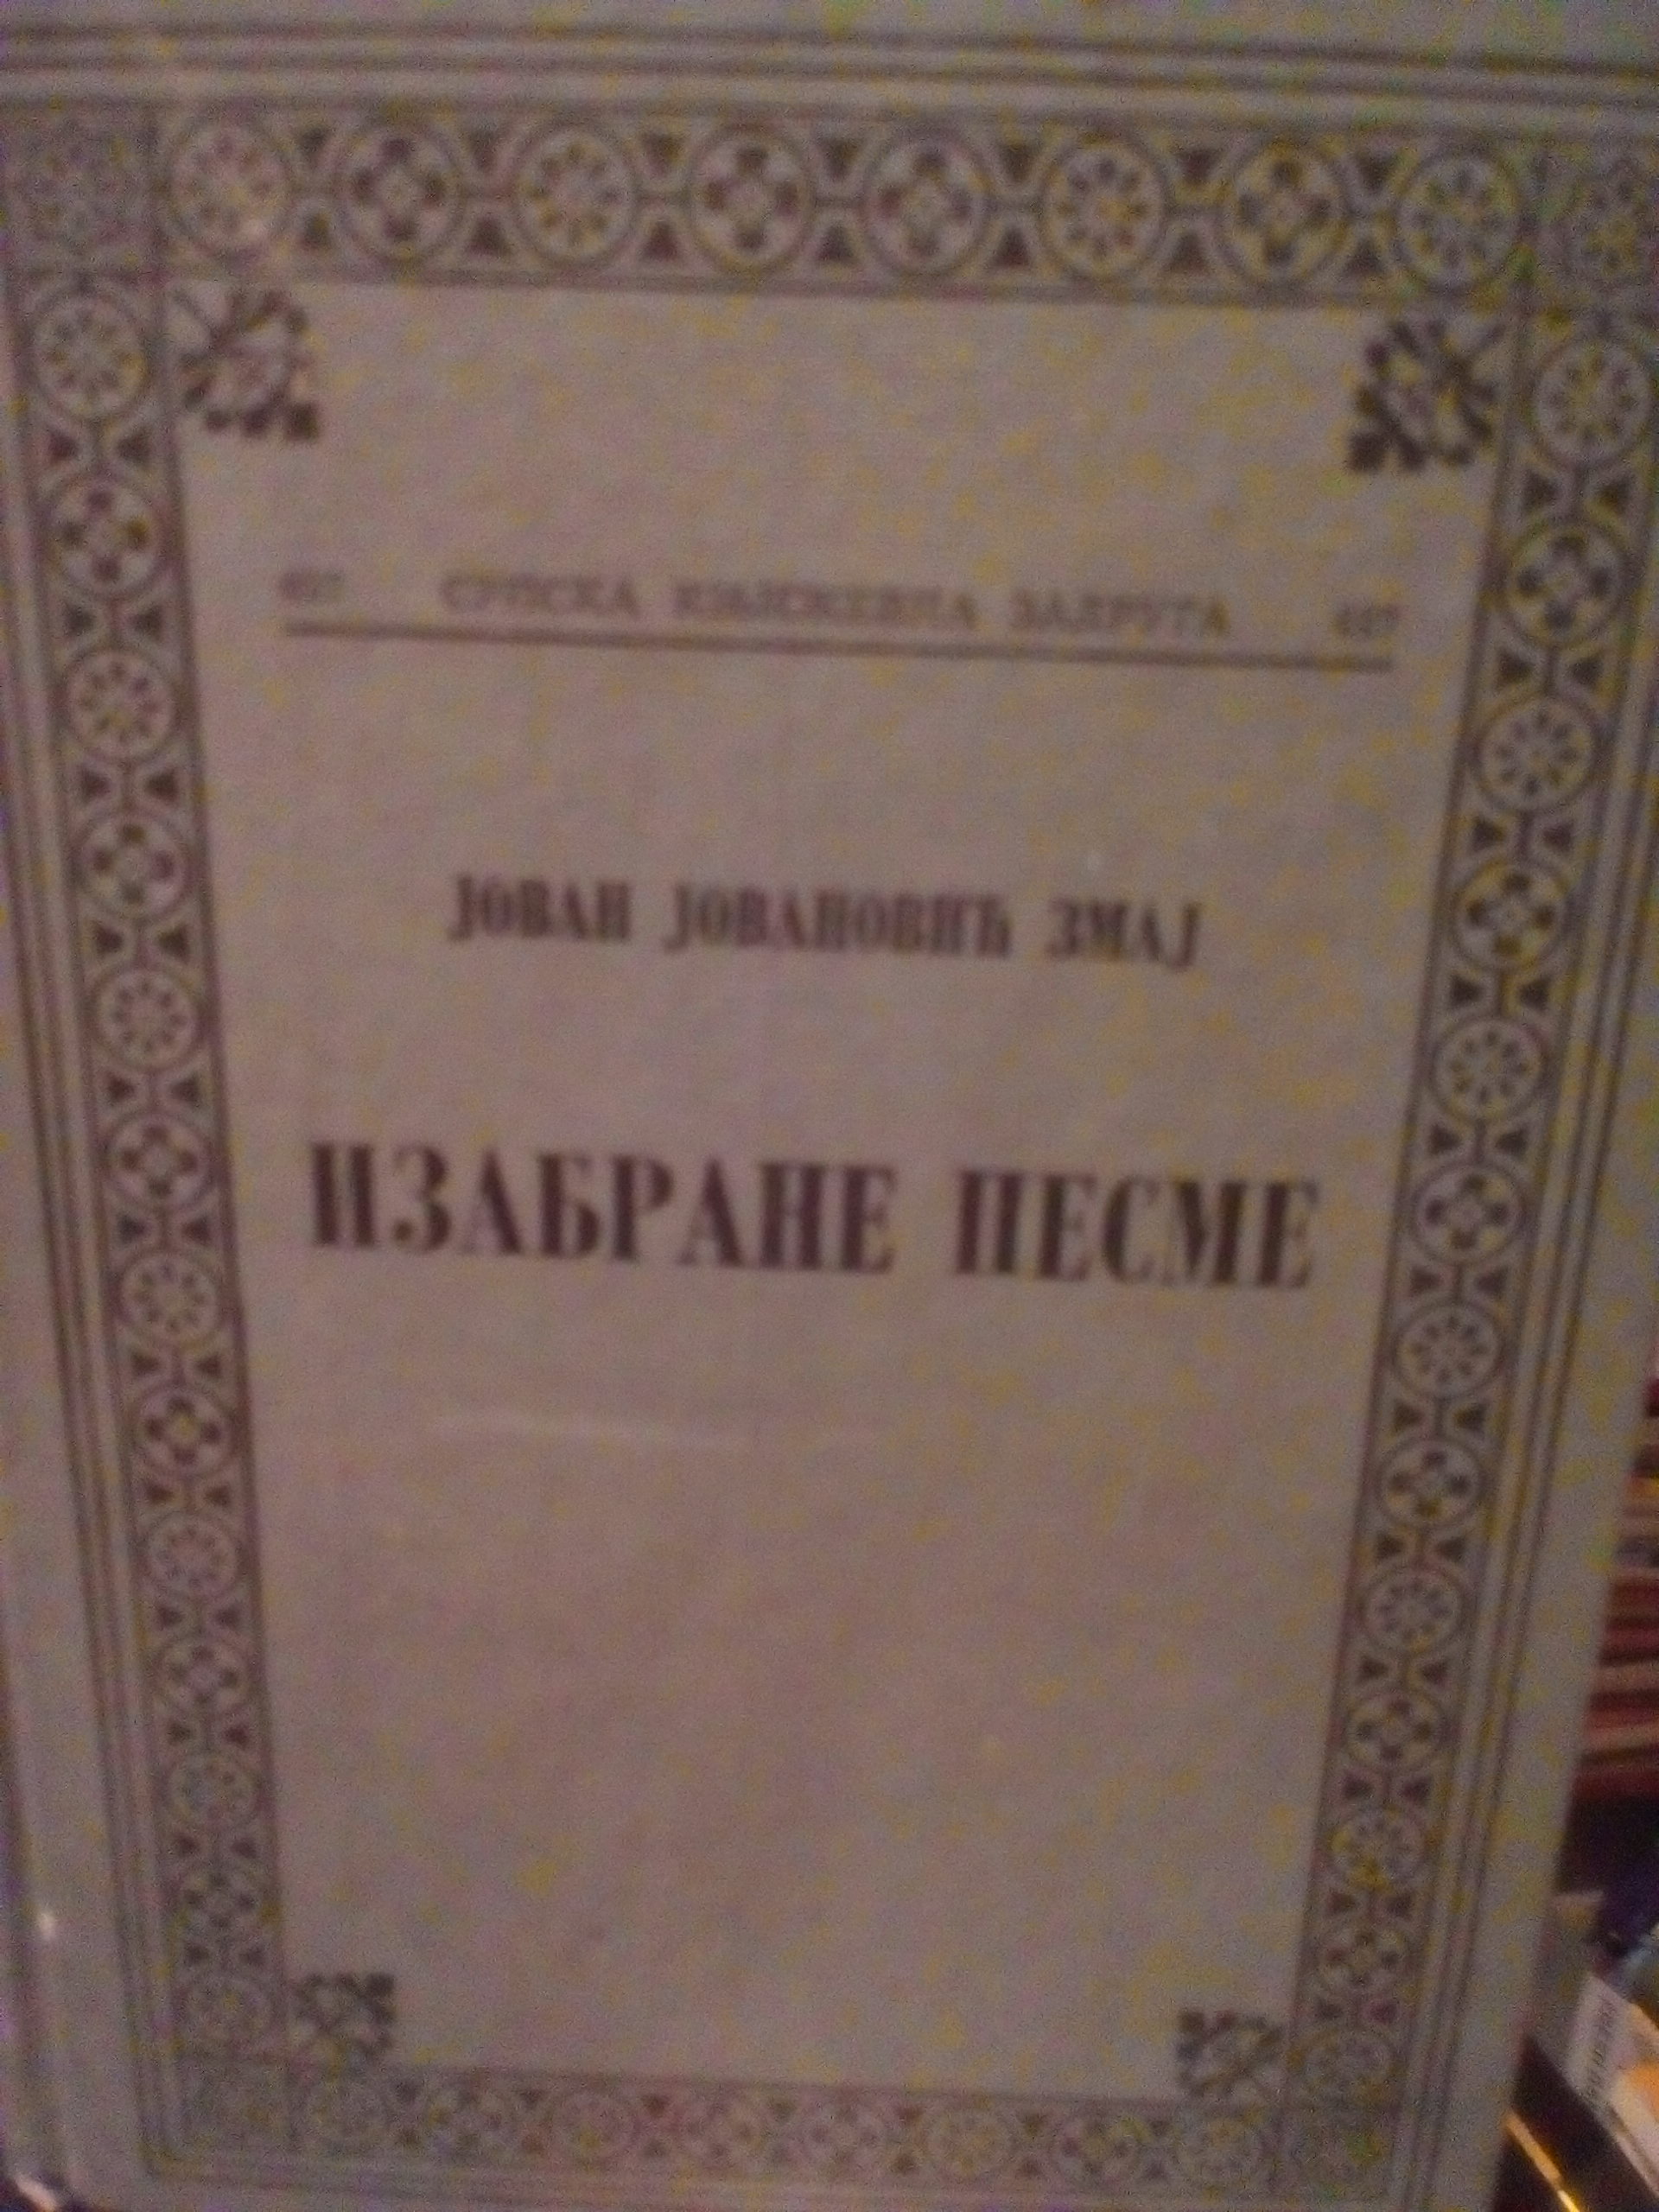 СРПСКА КЊИЖЕВНА ЗАДРУГА
ЈОВАН ЈОВАНОВИЋ ЗМАЈ
ИЗАБРАНЕ ПЕСМЕ